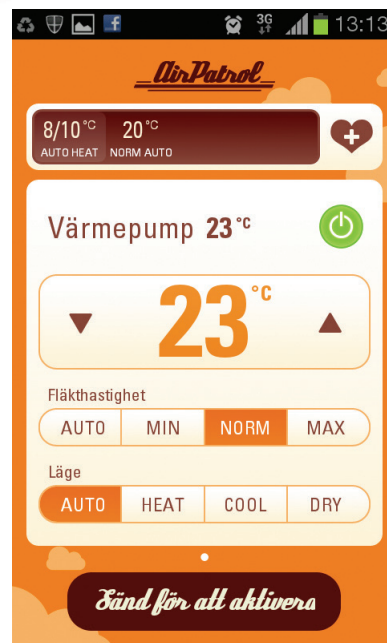 3G 13:13
AirPatrol
8/10°C 20°C
AUTO HEAT NORM AUTO
Värmepump 23°C
23°C
Fläkthastighet
AUTO MIN NORM MAX
Läge
AUTO HEAT COOL DRY
Sänd för att aktivera